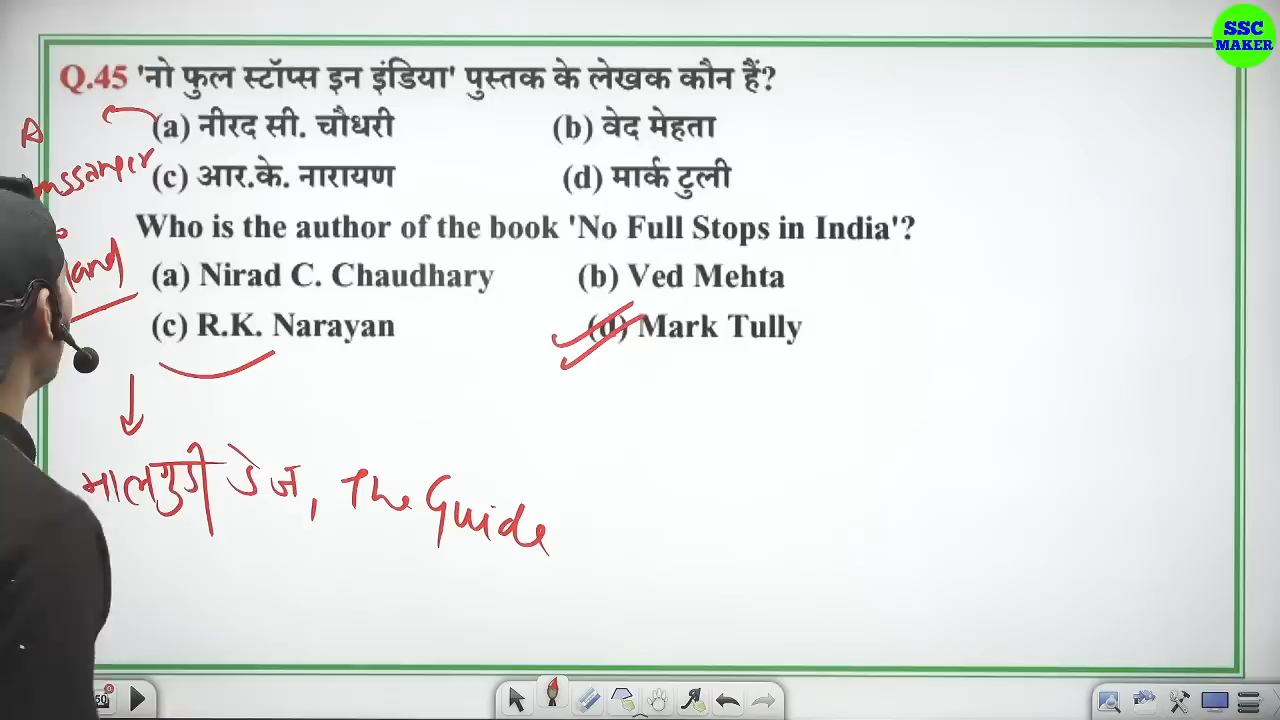 SSC
MAKER
Q.45 'नो फुल स्टॉप्स इन इंडिया' पुस्तक के लेखक कौन हैं?
(a) नीरद सी. चौधरी (b) वेद मेहता
(c) आर.के. नारायण (d) मार्क टुली
Who is the author of the book 'No Full Stops in India'?
(a) Nirad C. Chaudhary (b) Ved Mehta
(c) R.K. Narayan (d) Mark Tully
A
मालगुडी डेज, The Guide